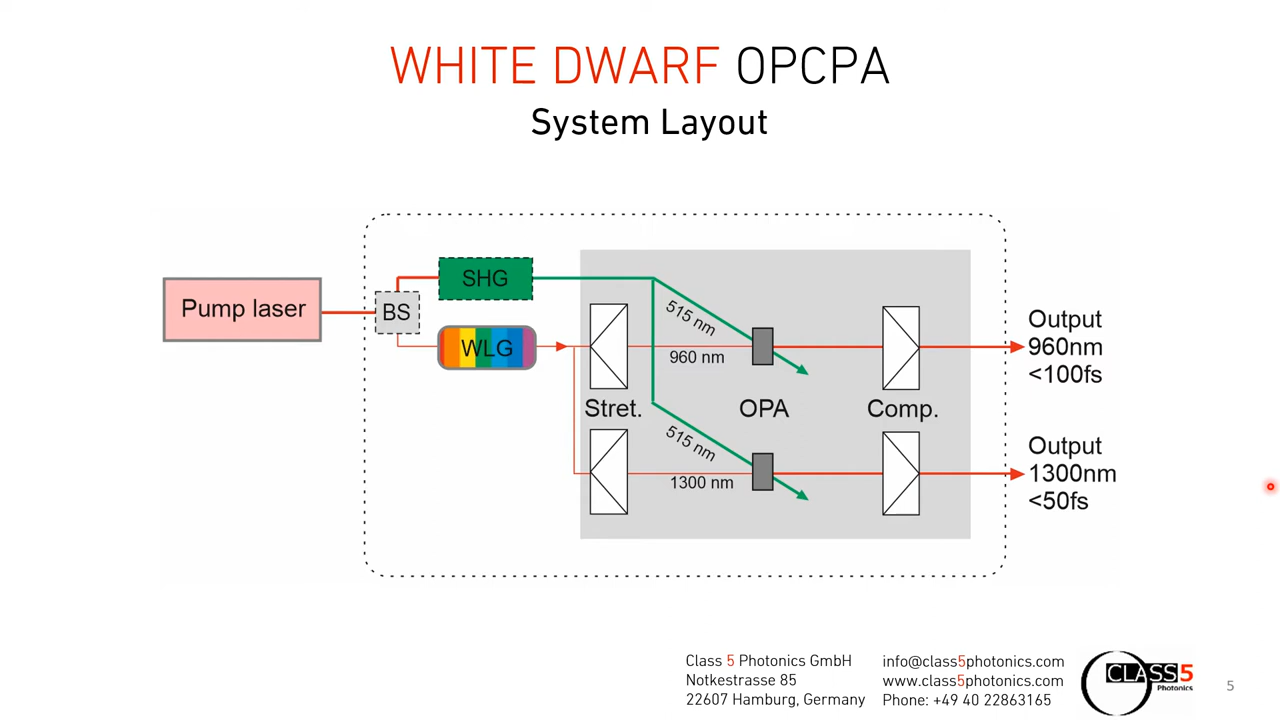 WHITE DWARF OPCPA
System Layout
Pump laser
BS
SHG
WLG
515 nm
960 nm
Stret.
OPA
Comp.
515 nm
1300 nm
Output
960nm
<100fs
Output
1300nm
<50fs
Class 5 Photonics GmbH
Notkestrasse 85
22607 Hamburg, Germany
info@class5photonics.com
www.class5photonics.com
Phone: +49 40 22863165
CLASS5
Photonics
5